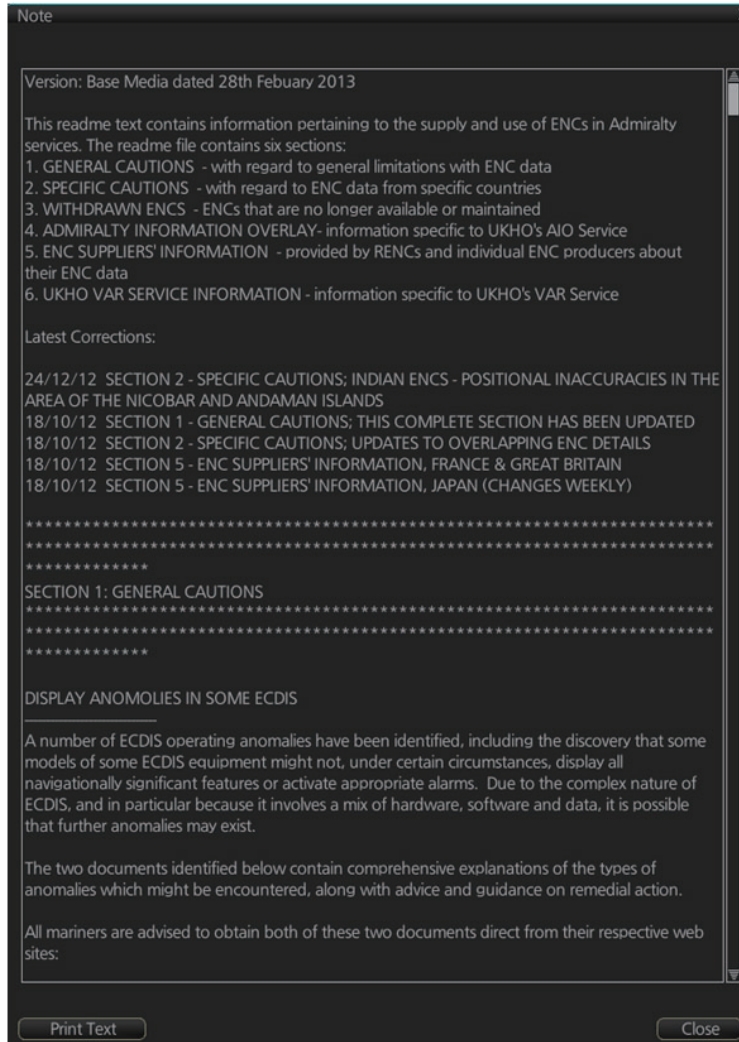 Note
Version: Base Media dated 28th Febuary 2013
This readme text contains information pertaining to the supply and use of ENCs in Admiralty
services. The readme file contains six sections:
1. GENERAL CAUTIONS  - with regard to general limitations with ENC data
2. SPECIFIC CAUTIONS  - with regard to ENC data from specific countries
3. WITHDRAWN ENCS - ENCs that are no longer available or maintained
4. ADMIRALTY INFORMATION OVERLAY- information specific to UKHO's AIO Service
5. ENC SUPPLIERS' INFORMATION  - provided by RENCs and individual ENC producers about
their ENC data
6. UKHO VAR SERVICE INFORMATION - information specific to UKHO's VAR Service
Latest Corrections:
24/12/12  SECTION 2 - SPECIFIC CAUTIONS; INDIAN ENCS - POSITIONAL INACCURACIES IN THE
AREA OF THE NICOBAR AND ANDAMAN ISLANDS
18/10/12  SECTION 1 - GENERAL CAUTIONS; THIS COMPLETE SECTION HAS BEEN UPDATED
18/10/12  SECTION 2 - SPECIFIC CAUTIONS; UPDATES TO OVERLAPPING ENC DETAILS
18/10/12  SECTION 5 - ENC SUPPLIERS' INFORMATION, FRANCE & GREAT BRITAIN
18/10/12  SECTION 5 - ENC SUPPLIERS' INFORMATION, JAPAN (CHANGES WEEKLY)
************************************************************************
************************************************************************
*************
SECTION 1: GENERAL CAUTIONS
************************************************************************
************************************************************************
*************
DISPLAY ANOMOLIES IN SOME ECDIS
___________________
A number of ECDIS operating anomalies have been identified, including the discovery that some
models of some ECDIS equipment might not, under certain circumstances, display all
navigationally significant features or activate appropriate alarms.  Due to the complex nature of
ECDIS, and in particular because it involves a mix of hardware, software and data, it is possible
that further anomalies may exist.
The two documents identified below contain comprehensive explanations of the types of
anomalies which might be encountered, along with advice and guidance on remedial action.
All mariners are advised to obtain both of these two documents direct from their respective web
sites:
Print Text
Close